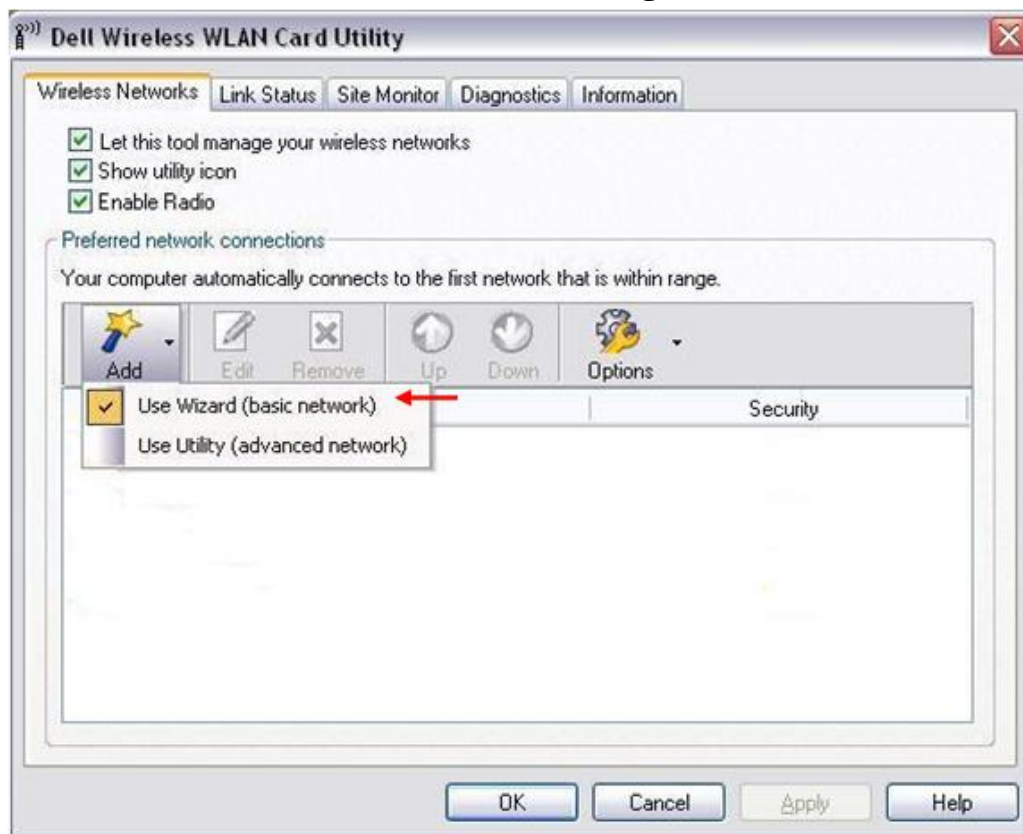 Dell Wireless WLAN Card Utility
Wireless Networks Link Status Site Monitor Diagnostics Information
Let this tool manage your wireless networks
Show utility icon
Enable Radio
Preferred network connections
Your computer automatically connects to the first network that is within range.
Add Edit Remove Up Down Options
Use Wizard (basic network) Security
Use Utility (advanced network)
OK Cancel Apply Help